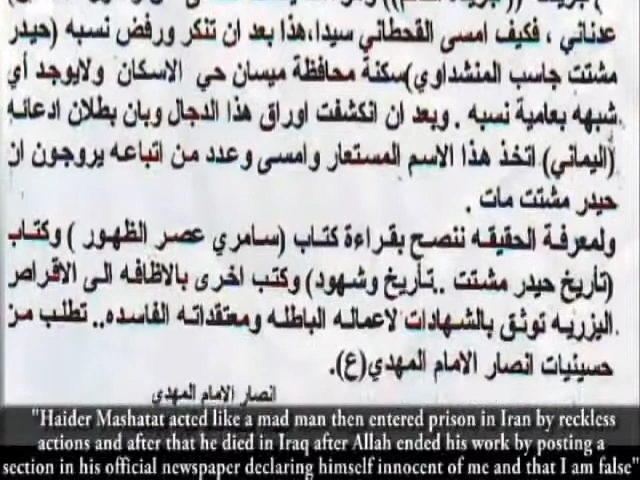 عدناني ، فكيف امسى القحطاني سيدا،هذا بعد ان تنكر ورفض نسبه (حيدر
مشتت جاسب المنشداوي)سكنة محافظة ميسان حي الاسكان ولايوجد أي
شبهه بعامية نسبه . وبعد ان انكشفت اوراق هذا الدجال وبان بطلان ادعائه
(اليماني) اتخذ هذا الاسم المستعار وامسى وعدد من اتباعه يروجون ان
حيدر مشتت مات .
ولمعرفة الحقيقه ننصح بقراءة كتاب (سامري عصر الظهور ) وكتاب
(تأريخ حيدر مشتت ..تأريخ وشهود) وكتب اخرى بالاظافه الى الاقراص
اليزريه توثق بالشهادات لاعماله الباطله ومعتقداته الفاسده.. تطلب من
حسينيات انصار الامام المهدي(ع).
انصار الامام المهدي
"Haider Mashatat acted like a mad man then entered prison in Iran by reckless
actions and after that he died in Iraq after Allah ended his work by posting a
section in his official newspaper declaring himself innocent of me and that I am false"